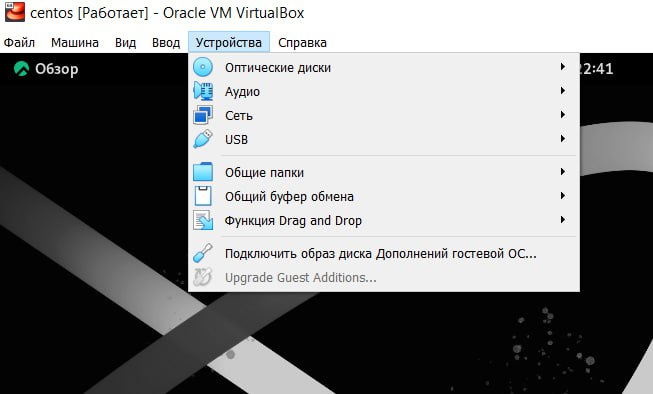 centos [Работает] - Oracle VM VirtualBox
Файл Машина Вид Ввод Устройства Справка
Обзор
2:41
Оптические диски
Аудио
Сеть
USB
Общие папки
Общий буфер обмена
Функция Drag and Drop
Подключить образ диска Дополнений гостевой ОС...
Upgrade Guest Additions...